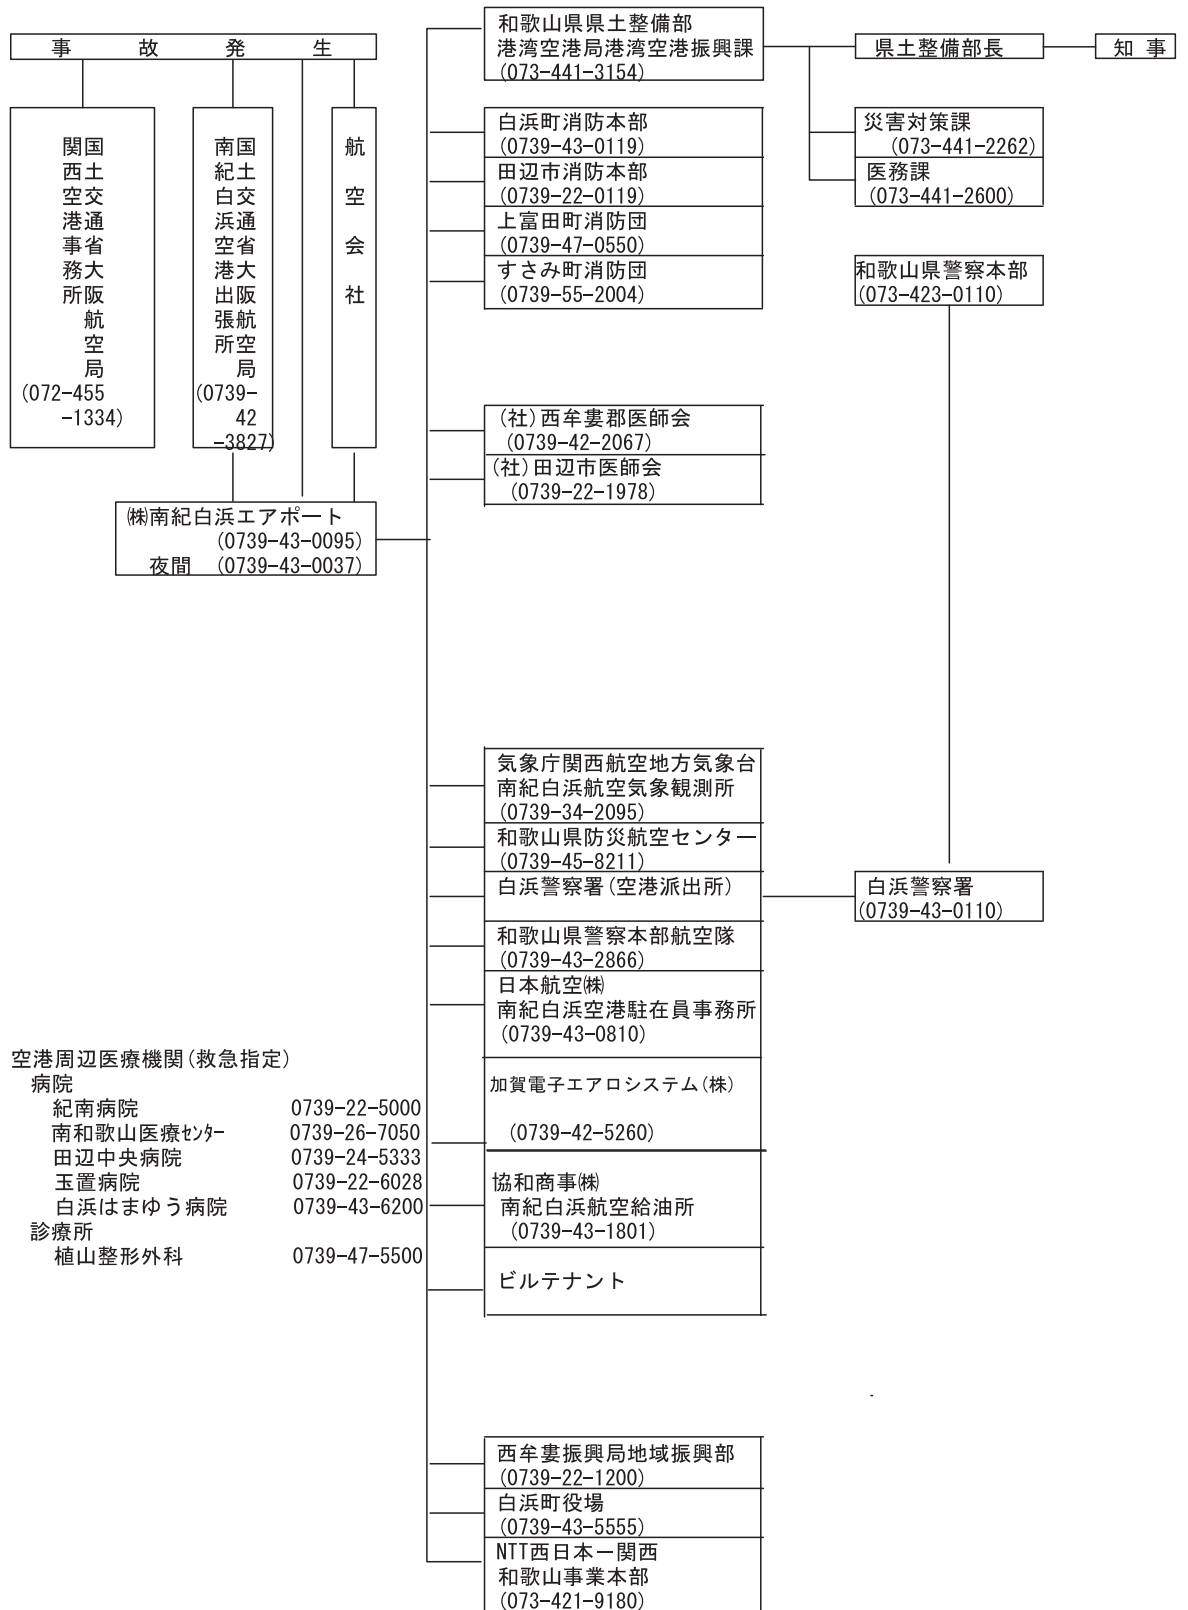 事故発生
国土交通省大阪航空局
関西空港事務所
(072-455
-1334)
国土交通省大阪航空局
南紀白浜空港出張所
(0739-
42
-3827)
航空会社
㈱南紀白浜エアポート
(0739-43-0095)
夜間 (0739-43-0037)
和歌山県県土整備部
港湾空港局港湾空港振興課
(073-441-3154)
県土整備部長
知事
災害対策課
(073-441-2262)
医務課
(073-441-2600)
白浜町消防本部
(0739-43-0119)
田辺市消防本部
(0739-22-0119)
上富田町消防団
(0739-47-0550)
すさみ町消防団
(0739-55-2004)
和歌山県警察本部
(073-423-0110)
(社)西牟婁郡医師会
(0739-42-2067)
(社)田辺市医師会
(0739-22-1978)
気象庁関西航空地方気象台
南紀白浜航空気象観測所
(0739-34-2095)
和歌山県防災航空センター
(0739-45-8211)
白浜警察署(空港派出所)
白浜警察署
(0739-43-0110)
和歌山県警察本部航空隊
(0739-43-2866)
日本航空㈱
南紀白浜空港駐在員事務所
(0739-43-0810)
加賀電子エアロシステム(株)
(0739-42-5260)
協和商事㈱
南紀白浜航空給油所
(0739-43-1801)
ビルテナント
空港周辺医療機関(救急指定)
病院
紀南病院 0739-22-5000
南和歌山医療ｾﾝﾀｰ 0739-26-7050
田辺中央病院 0739-24-5333
玉置病院 0739-22-6028
白浜はまゆう病院 0739-43-6200
診療所
植山整形外科 0739-47-5500
西牟婁振興局地域振興部
(0739-22-1200)
白浜町役場
(0739-43-5555)
NTT西日本ー関西
和歌山事業本部
(073-421-9180)